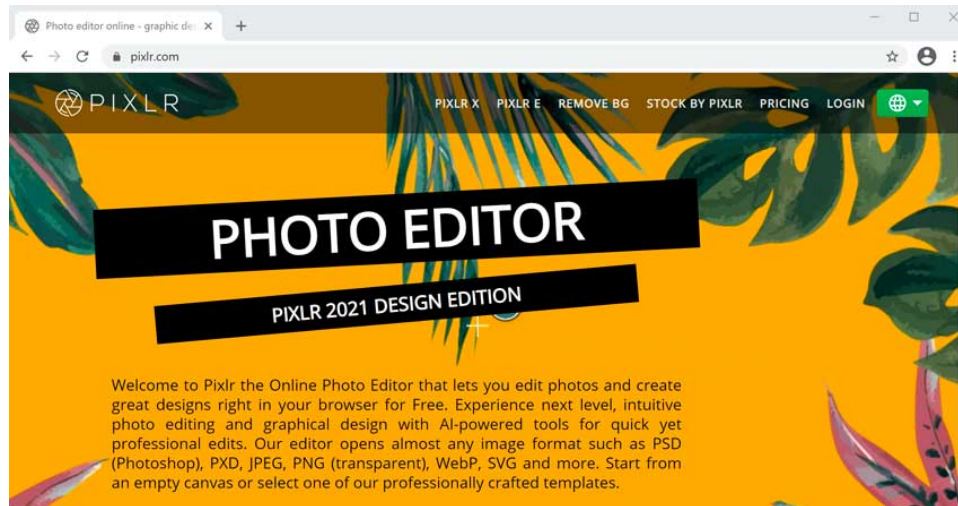 Photo editor online - graphic de
pixlr.com
PIXLR
PIXLR X PIXLR E REMOVE BG STOCK BY PIXLR PRICING LOGIN
PHOTO EDITOR
PIXLR 2021 DESIGN EDITION
Welcome to Pixlr the Online Photo Editor that lets you edit photos and create
great designs right in your browser for Free. Experience next level, intuitive
photo editing and graphical design with AI-powered tools for quick yet
professional edits. Our editor opens almost any image format such as PSD
(Photoshop), PXD, JPEG, PNG (transparent), WebP, SVG and more. Start from
an empty canvas or select one of our professionally crafted templates.